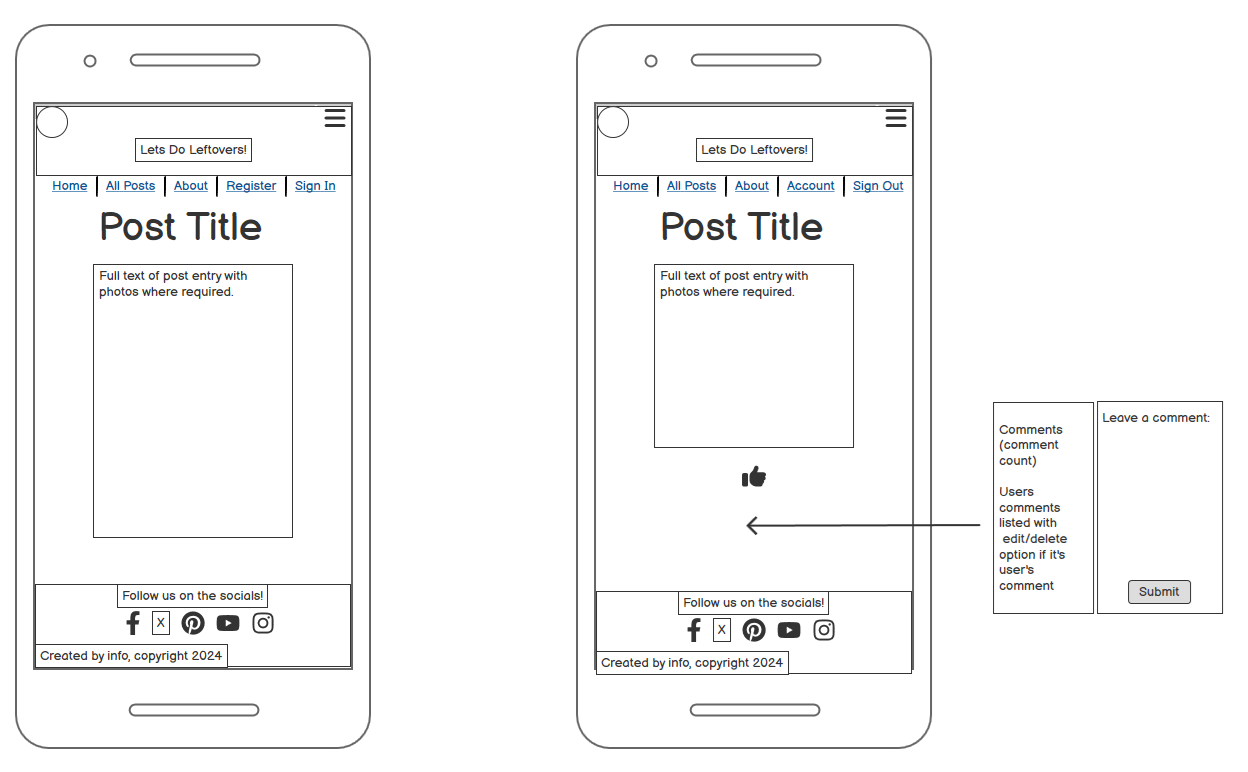 Lets Do Leftovers!
Home All Posts About Register Sign In
Post Title
Full text of post entry with
photos where required.
Follow us on the socials!
X
Created by info, copyright 2024
Lets Do Leftovers!
Home All Posts About Account Sign Out
Post Title
Full text of post entry with
photos where required.
Follow us on the socials!
X
Created by info, copyright 2024
Comments
(comment
count)
Users
comments
listed with
edit/delete
option if it's
user's
comment
Leave a comment:
Submit